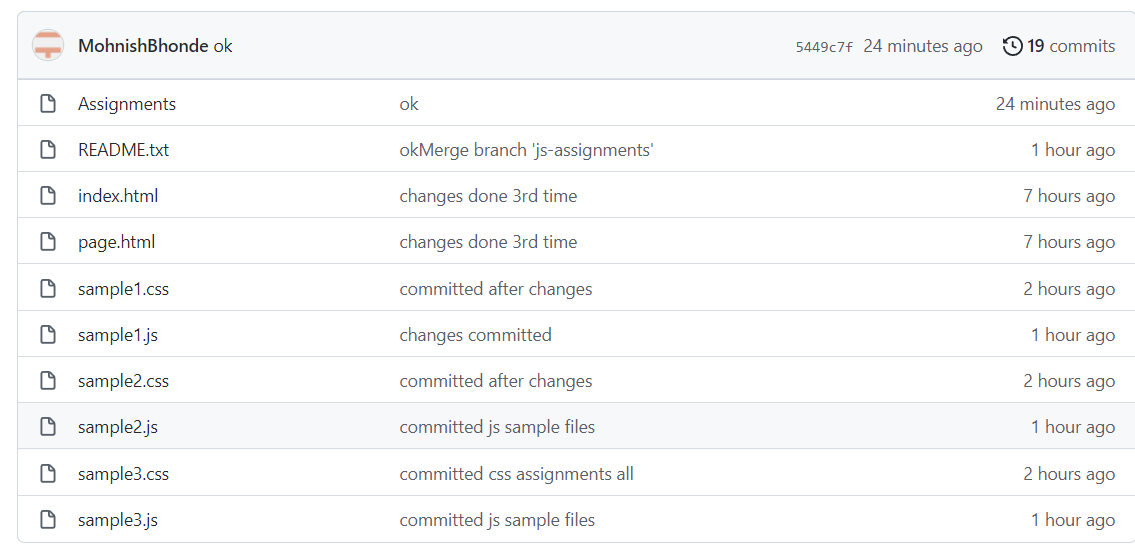 MohnishBhonde ok 5449c7f 24 minutes ago 19 commits
Assignments ok 24 minutes ago
README.txt okMerge branch 'js-assignments' 1 hour ago
index.html changes done 3rd time 7 hours ago
page.html changes done 3rd time 7 hours ago
sample1.css committed after changes 2 hours ago
sample1.js changes committed 1 hour ago
sample2.css committed after changes 2 hours ago
sample2.js committed js sample files 1 hour ago
sample3.css committed css assignments all 2 hours ago
sample3.js committed js sample files 1 hour ago